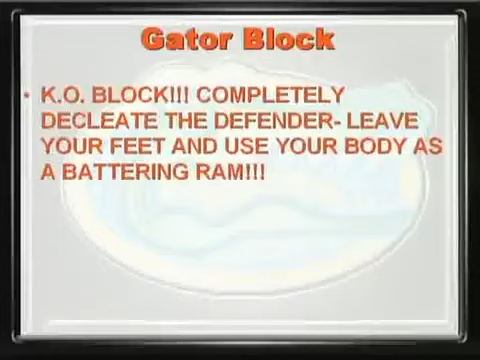 Gator Block
• K.O. BLOCK!!! COMPLETELY
DECLEATE THE DEFENDER- LEAVE
YOUR FEET AND USE YOUR BODY AS
A BATTERING RAM!!!